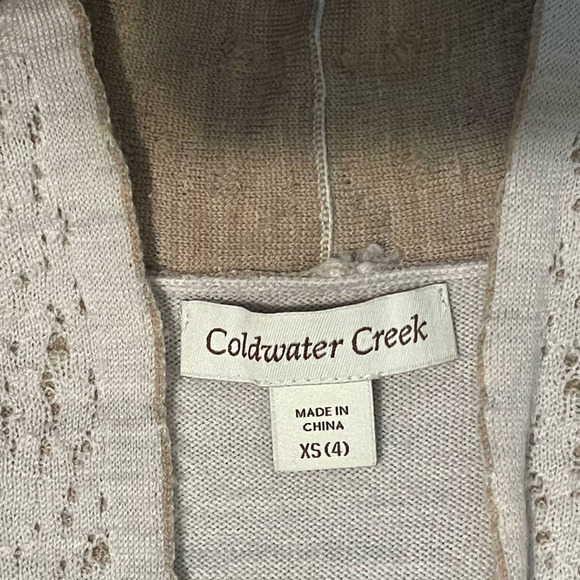 Coldwater Creek
MADE IN
CHINA
XS (4)